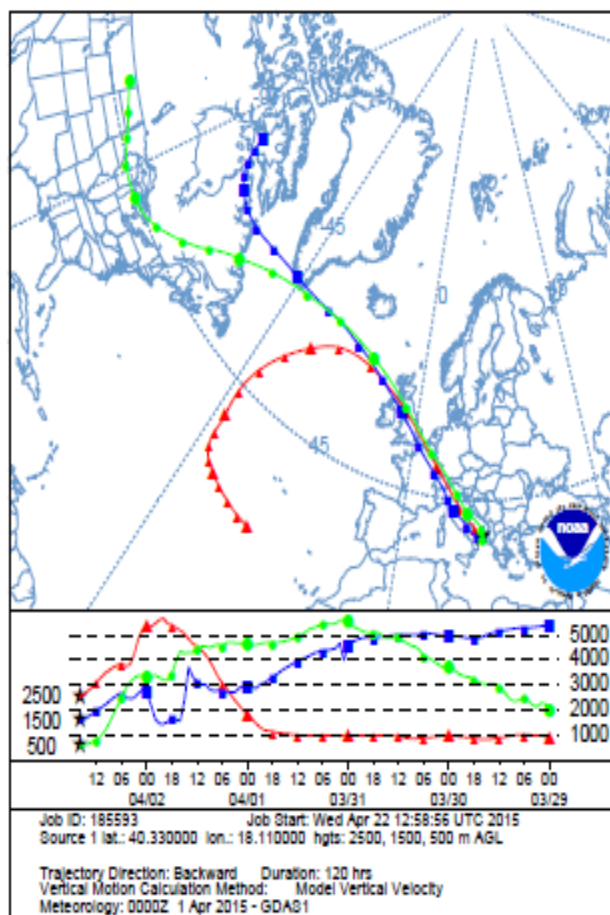 -45
0
45
noaa
5000
4000
2500 3000
1500 2000
500 1000
12 06 00 18 12 06 00 18 12 06 00 18 12 06 00
04/02 04/01 03/31 03/30 03/29
Job ID: 185593 Job Start: Wed Apr 22 12:58:56 UTC 2015
Source 1 lat.: 40.330000 lon.: 18.110000 hgts: 2500, 1500, 500 m AGL
Trajectory Direction: Backward Duration: 120 hrs
Vertical Motion Calculation Method: Model Vertical Velocity
Meteorology: 0000Z 1 Apr 2015 - GDAS1